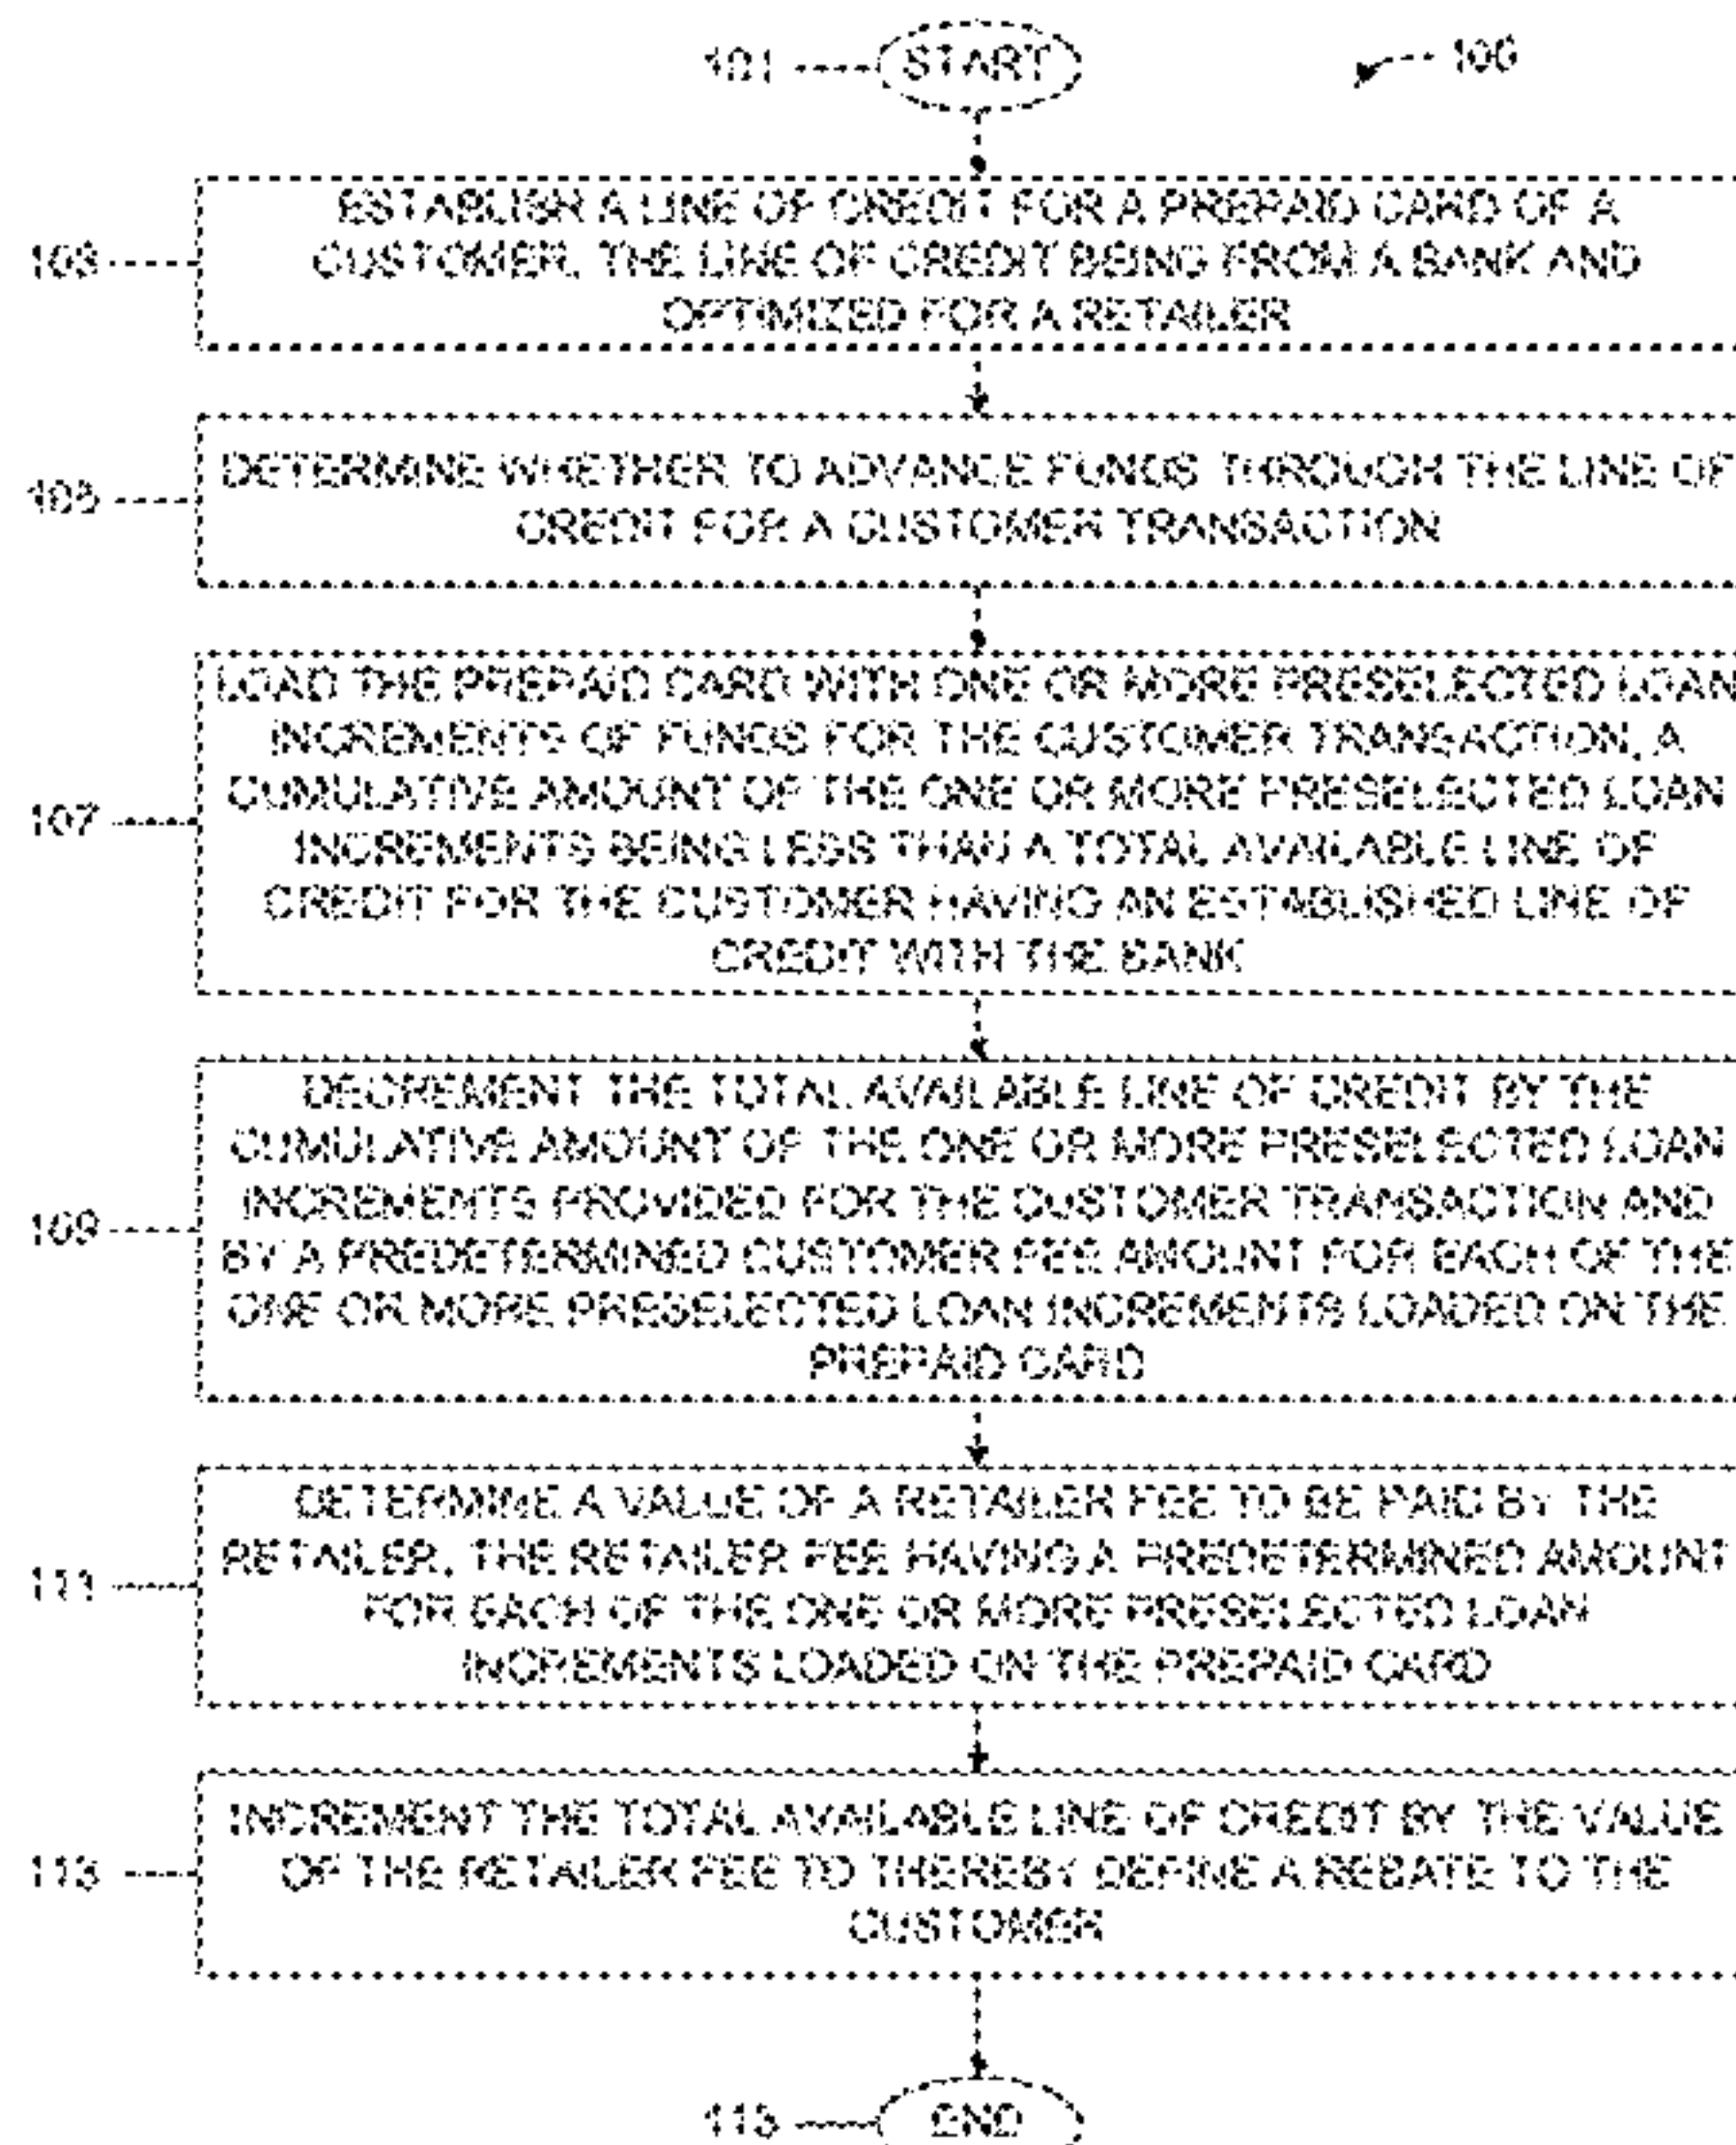 101 START 100
103 ESTABLISH A LINE OF CREDIT FOR A PREPAID CARD OF A
CUSTOMER, THE LINE OF CREDIT BEING FROM A BANK AND
OPTIMIZED FOR A RETAILER
105 DETERMINE WHETHER TO ADVANCE FUNDS THROUGH THE LINE OF
CREDIT FOR A CUSTOMER TRANSACTION
107 LOAD THE PREPAID CARD WITH ONE OR MORE PRESELECTED LOAN
INCREMENTS OF FUNDS FOR THE CUSTOMER TRANSACTION, A
CUMULATIVE AMOUNT OF THE ONE OR MORE PRESELECTED LOAN
INCREMENTS BEING LESS THAN A TOTAL AVAILABLE LINE OF
CREDIT FOR THE CUSTOMER HAVING AN ESTABLISHED LINE OF
CREDIT WITH THE BANK
109 DECREMENT THE TOTAL AVAILABLE LINE OF CREDIT BY THE
CUMULATIVE AMOUNT OF THE ONE OR MORE PRESELECTED LOAN
INCREMENTS PROVIDED FOR THE CUSTOMER TRANSACTION AND
BY A PREDETERMINED CUSTOMER FEE AMOUNT FOR EACH OF THE
ONE OR MORE PRESELECTED LOAN INCREMENTS LOADED ON THE
PREPAID CARD
111 DETERMINE A VALUE OF A RETAILER FEE TO BE PAID BY THE
RETAILER, THE RETAILER FEE HAVING A PREDETERMINED AMOUNT
FOR EACH OF THE ONE OR MORE PRESELECTED LOAN
INCREMENTS LOADED ON THE PREPAID CARD
113 INCREMENT THE TOTAL AVAILABLE LINE OF CREDIT BY THE VALUE
OF THE RETAILER FEE TO THEREBY DEFINE A REBATE TO THE
CUSTOMER
115 END